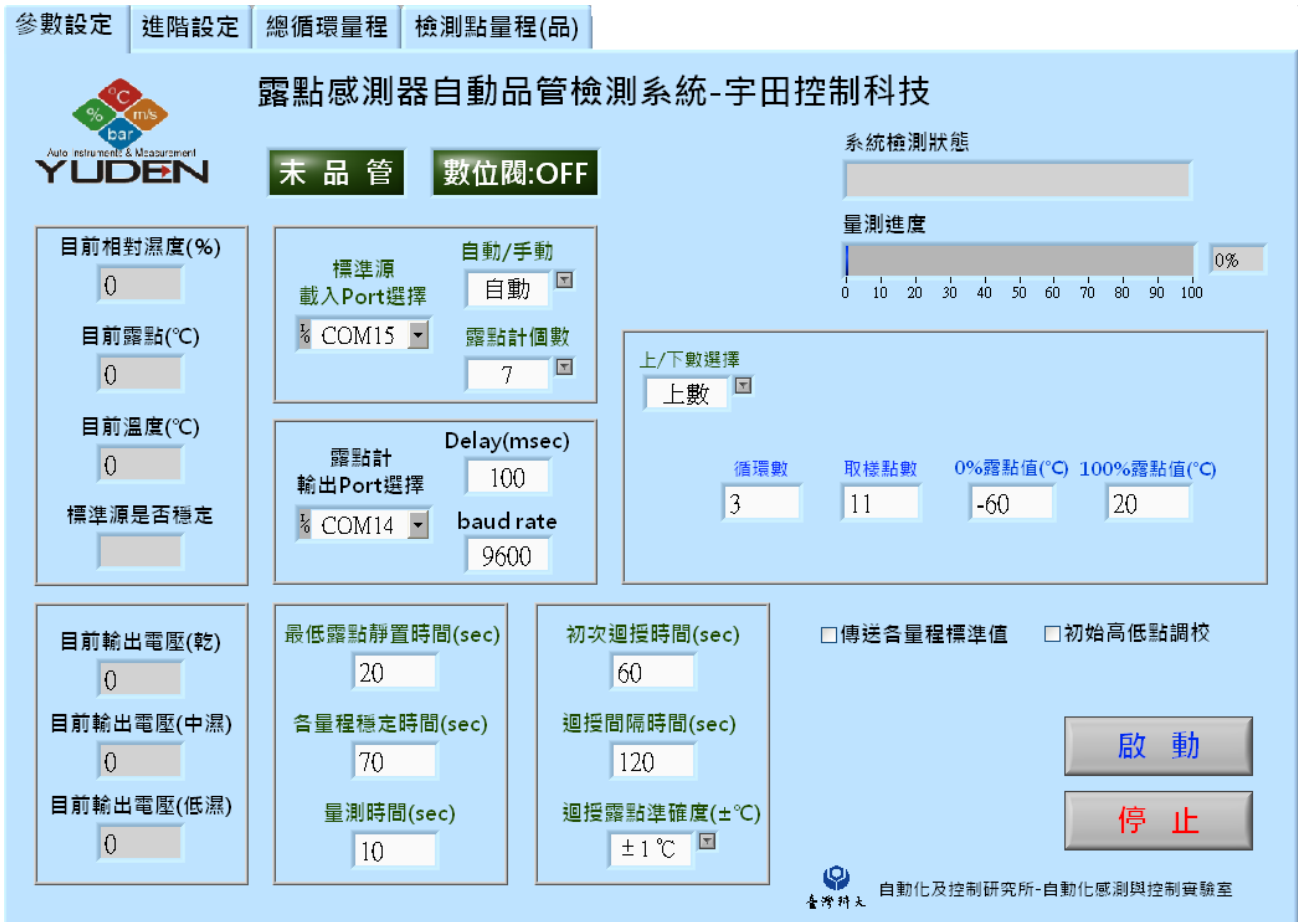 參數設定 進階設定 總循環量程 檢測點量程(品)
露點感測器自動品管檢測系統-宇田控制科技
°C
% m/s
bar
Auto Instruments & Measurement
YUDEN
未 品 管 數位閥:OFF
系統檢測狀態
量測進度
0%
0 10 20 30 40 50 60 70 80 90 100
目前相對濕度(%)
0
目前露點(℃)
0
目前溫度(℃)
0
標準源是否穩定
標準源
載入Port選擇
COM15
自動/手動
自動
露點計個數
7
露點計
輸出Port選擇
COM14
Delay(msec)
100
baud rate
9600
上/下數選擇
上數
循環數 取樣點數 0%露點值(℃) 100%露點值(℃)
3 11 -60 20
目前輸出電壓(乾)
0
目前輸出電壓(中濕)
0
目前輸出電壓(低濕)
0
最低露點靜置時間(sec)
20
各量程穩定時間(sec)
70
量測時間(sec)
10
初次迴授時間(sec)
60
迴授間隔時間(sec)
120
迴授露點準確度(±℃)
±1℃
傳送各量程標準值 初始高低點調校
啟 動
停 止
臺灣科大
自動化及控制研究所-自動化感測與控制實驗室